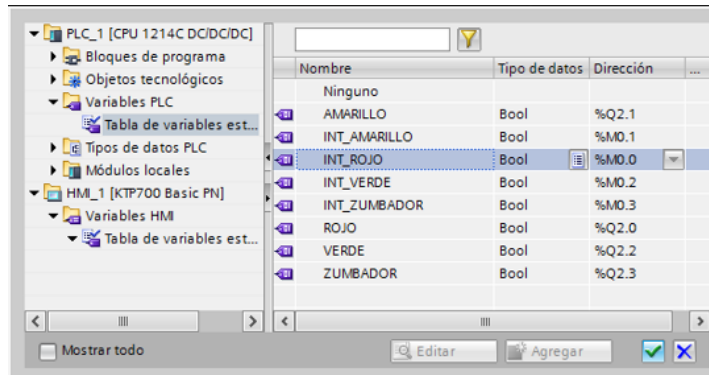 PLC_1 [CPU 1214C DC/DC/DC]
Bloques de programa
Objetos tecnológicos
Variables PLC
Tabla de variables est...
Tipos de datos PLC
Módulos locales
HMI_1 [KTP700 Basic PN]
Variables HMI
Tabla de variables est...
Nombre Tipo de datos Dirección ...
Ninguno
AMARILLO Bool %Q2.1
INT_AMARILLO Bool %M0.1
INT_ROJO Bool %M0.0
INT_VERDE Bool %M0.2
INT_ZUMBADOR Bool %M0.3
ROJO Bool %Q2.0
VERDE Bool %Q2.2
ZUMBADOR Bool %Q2.3
Mostrar todo
Editar
Agregar